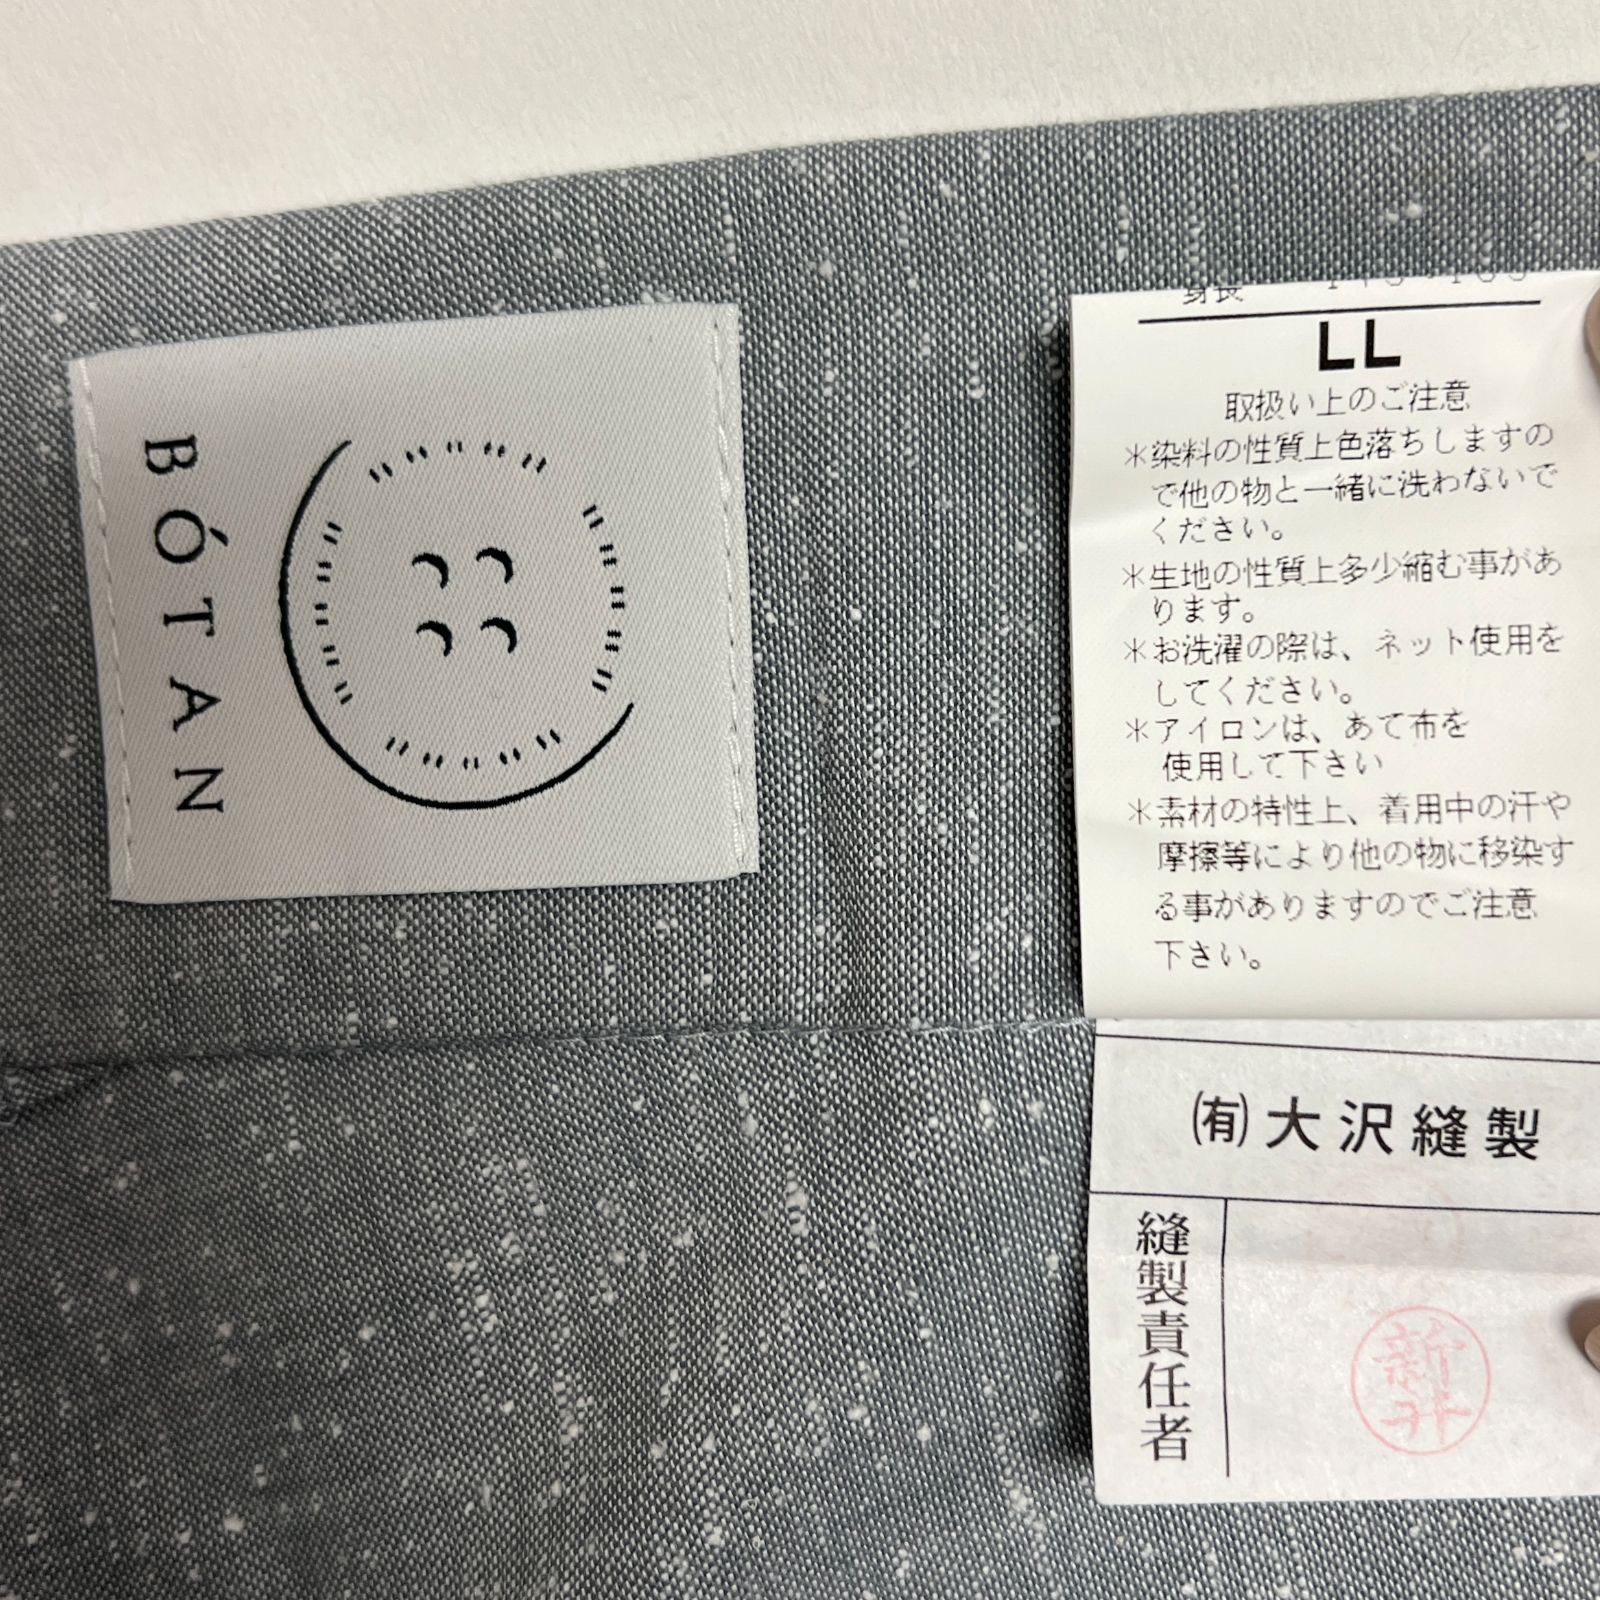 BÓTAN
身長
LL
取扱い上のご注意
＊染料の性質上色落ちしますの
で他の物と一緒に洗わないで
ください。
＊生地の性質上多少縮む事があ
ります。
＊お洗濯の際は、ネット使用を
してください。
＊アイロンは、あて布を
使用して下さい
＊素材の特性上、着用中の汗や
摩擦等により他の物に移染す
る事がありますのでご注意
下さい。
㈲大沢縫製
縫製責任者
新井